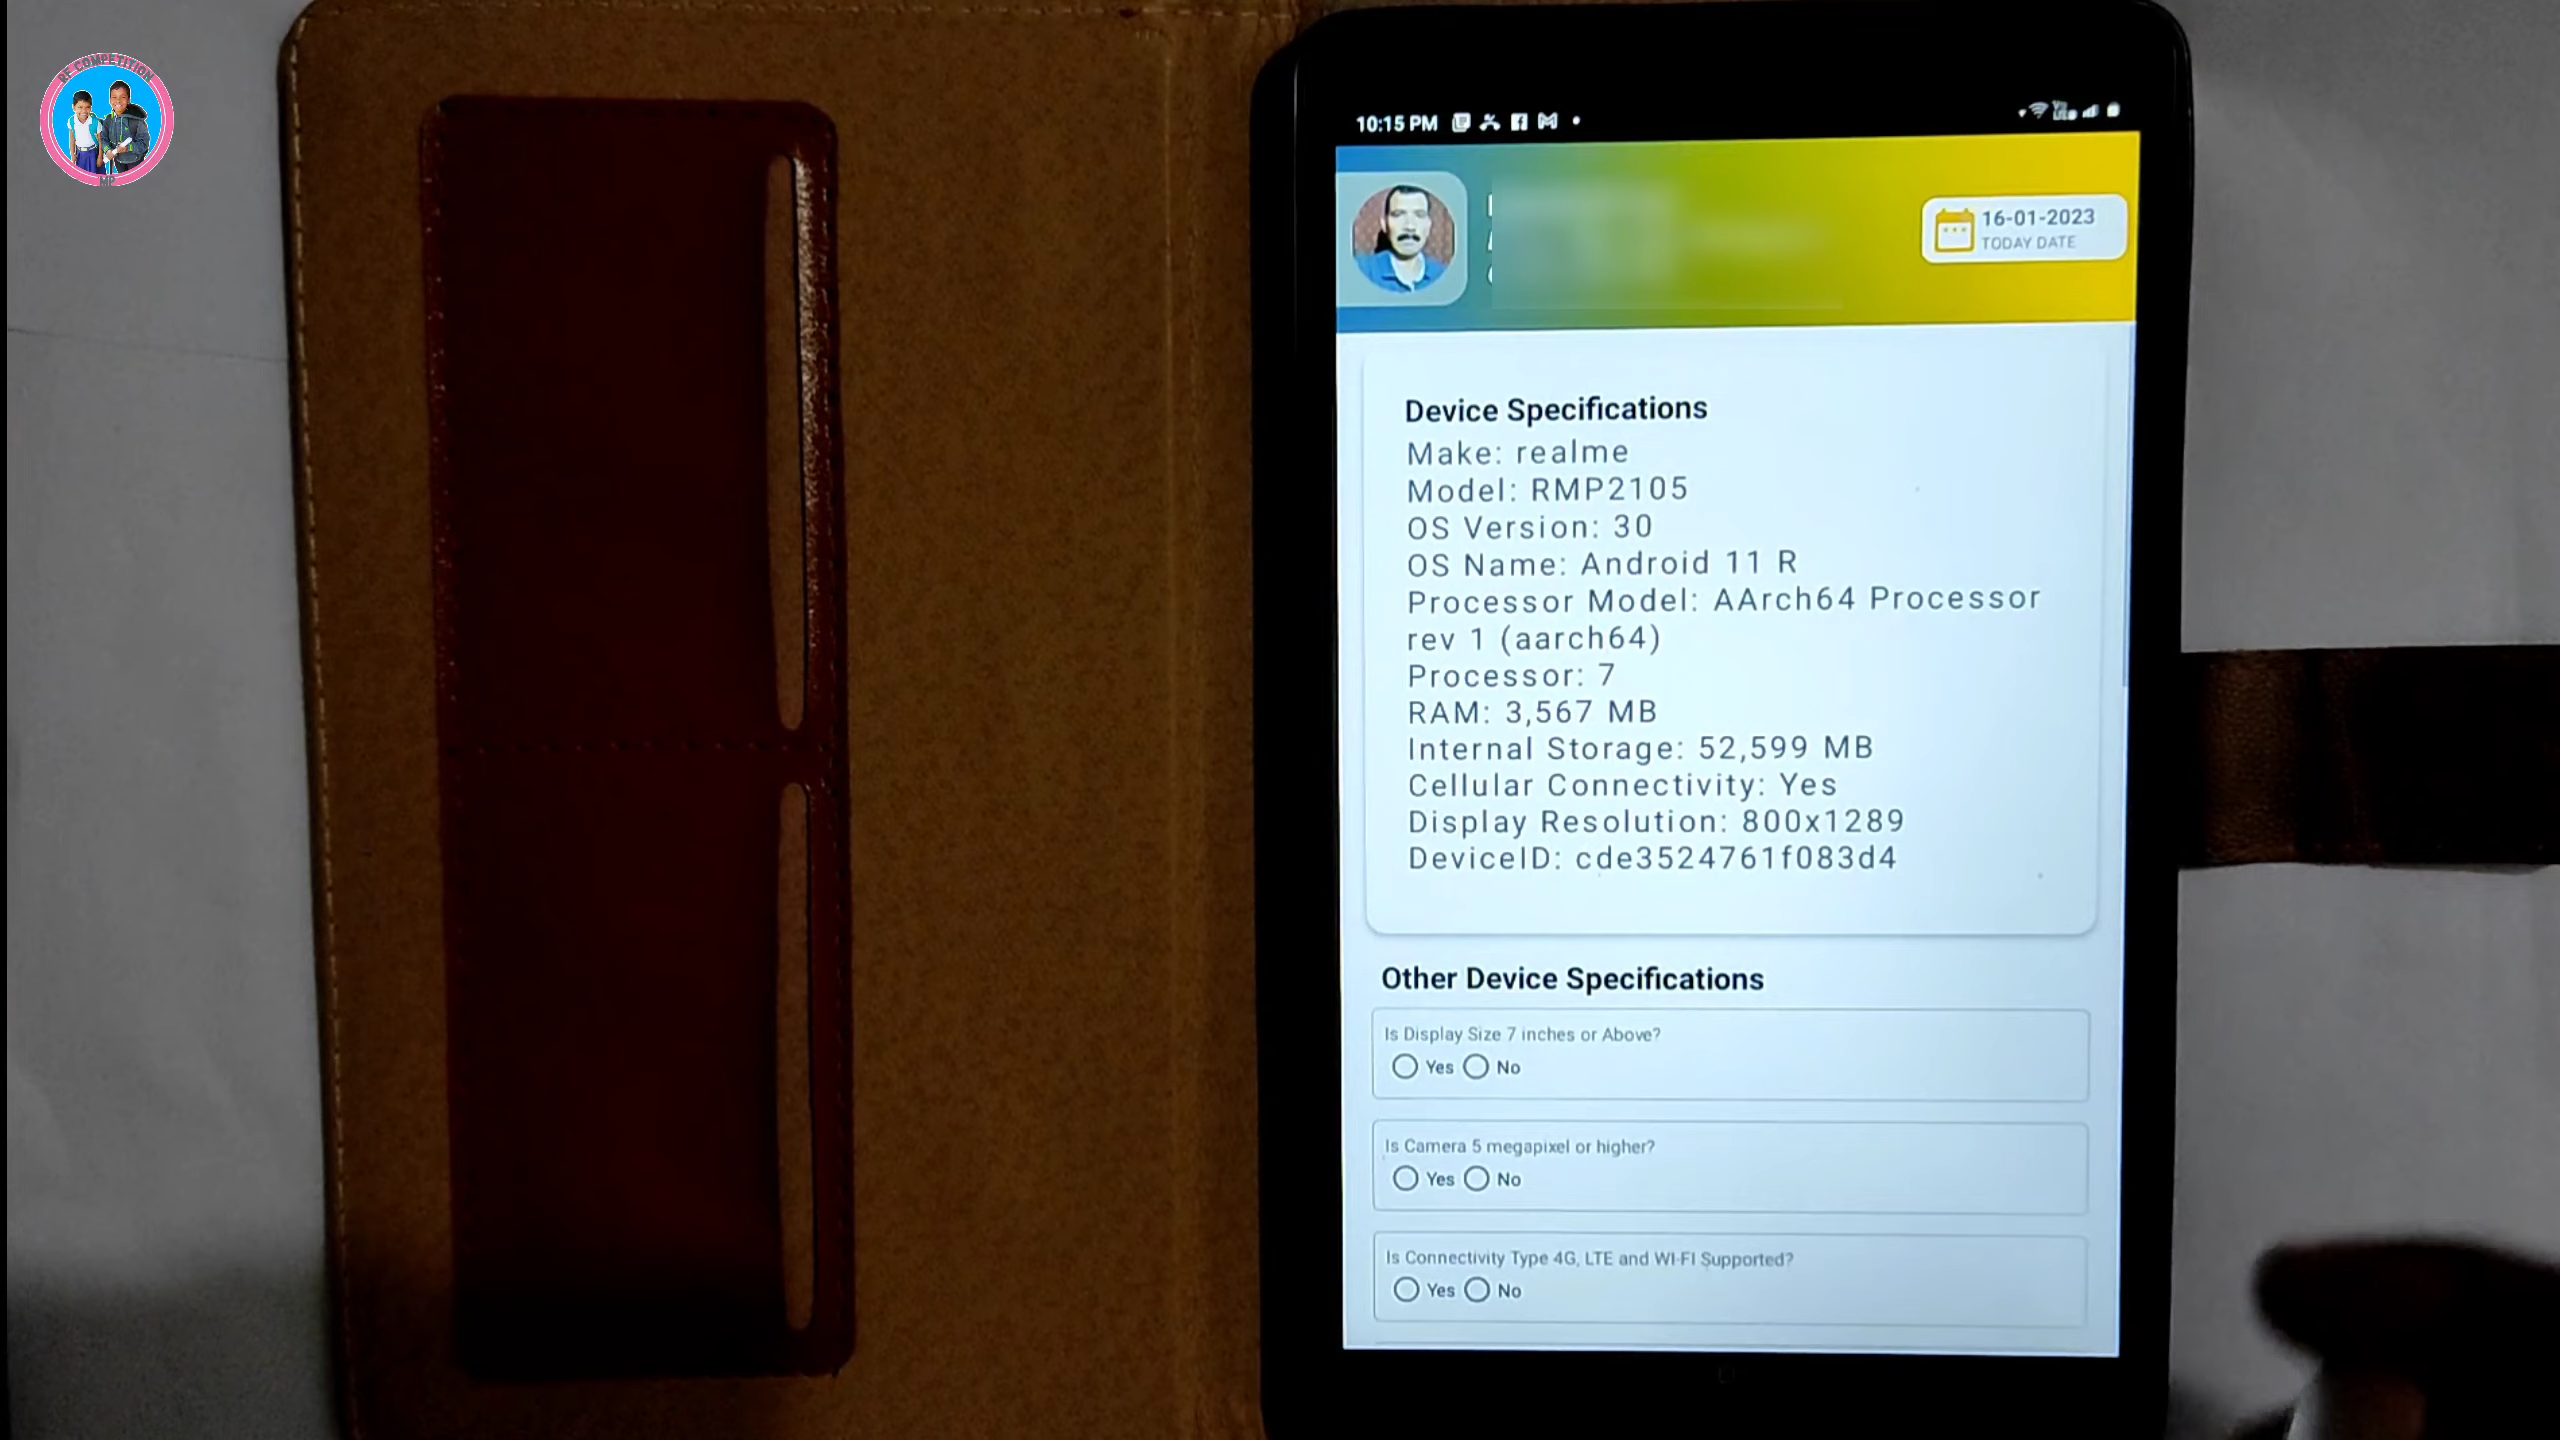 RF COMPETITION
MP
10:15 PM
16-01-2023
TODAY DATE
Device Specifications
Make: realme
Model: RMP2105
OS Version: 30
OS Name: Android 11 R
Processor Model: AArch64 Processor
rev 1 (aarch64)
Processor: 7
RAM: 3,567 MB
Internal Storage: 52,599 MB
Cellular Connectivity: Yes
Display Resolution: 800x1289
DeviceID: cde3524761f083d4
Other Device Specifications
Is Display Size 7 inches or Above?
Yes No
Is Camera 5 megapixel or higher?
Yes No
Is Connectivity Type 4G, LTE and WI-FI Supported?
Yes No